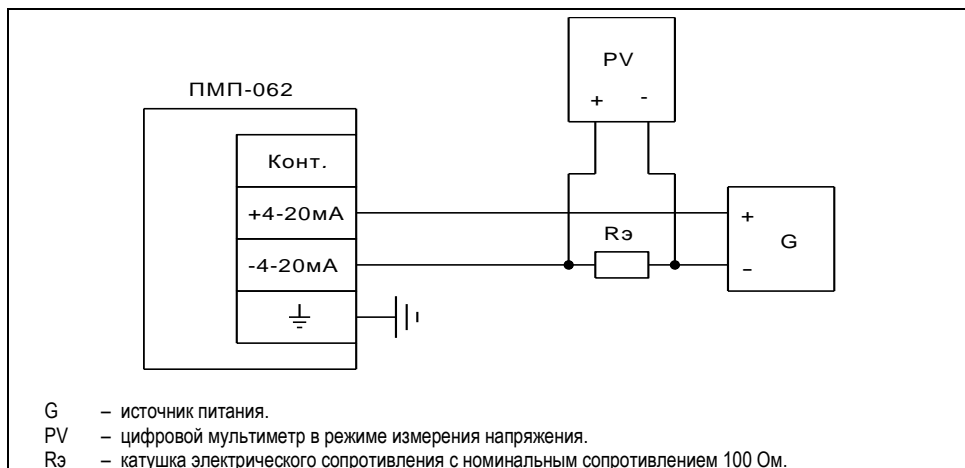 PV
+ -
ПМП-062
Конт.
+4-20мА
-4-20мА
Rэ
+
G
–
G – источник питания.
PV – цифровой мультиметр в режиме измерения напряжения.
Rэ – катушка электрического сопротивления с номинальным сопротивлением 100 Ом.